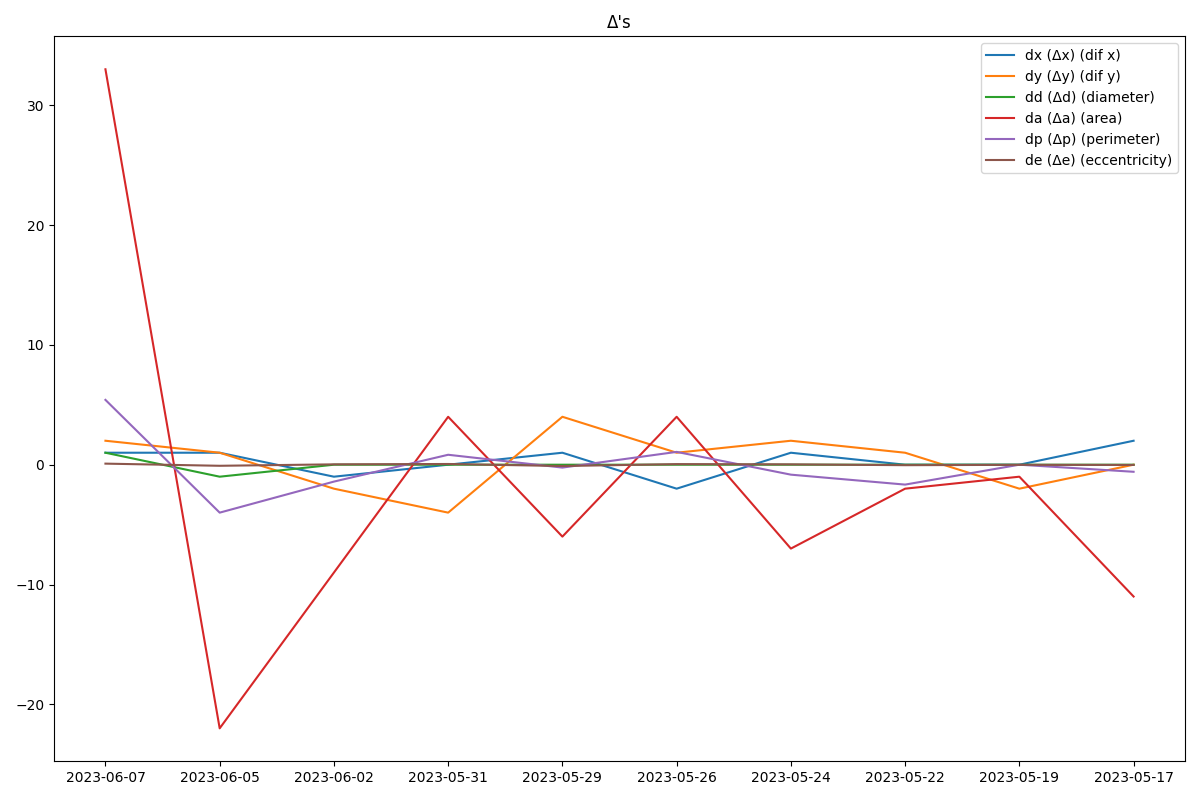 Δ's
dx (Δx) (dif x)
dy (Δy) (dif y)
dd (Δd) (diameter)
da (Δa) (area)
dp (Δp) (perimeter)
de (Δe) (eccentricity)
30
20
10
0
−10
−20
2023-06-07 2023-06-05 2023-06-02 2023-05-31 2023-05-29 2023-05-26 2023-05-24 2023-05-22 2023-05-19 2023-05-17